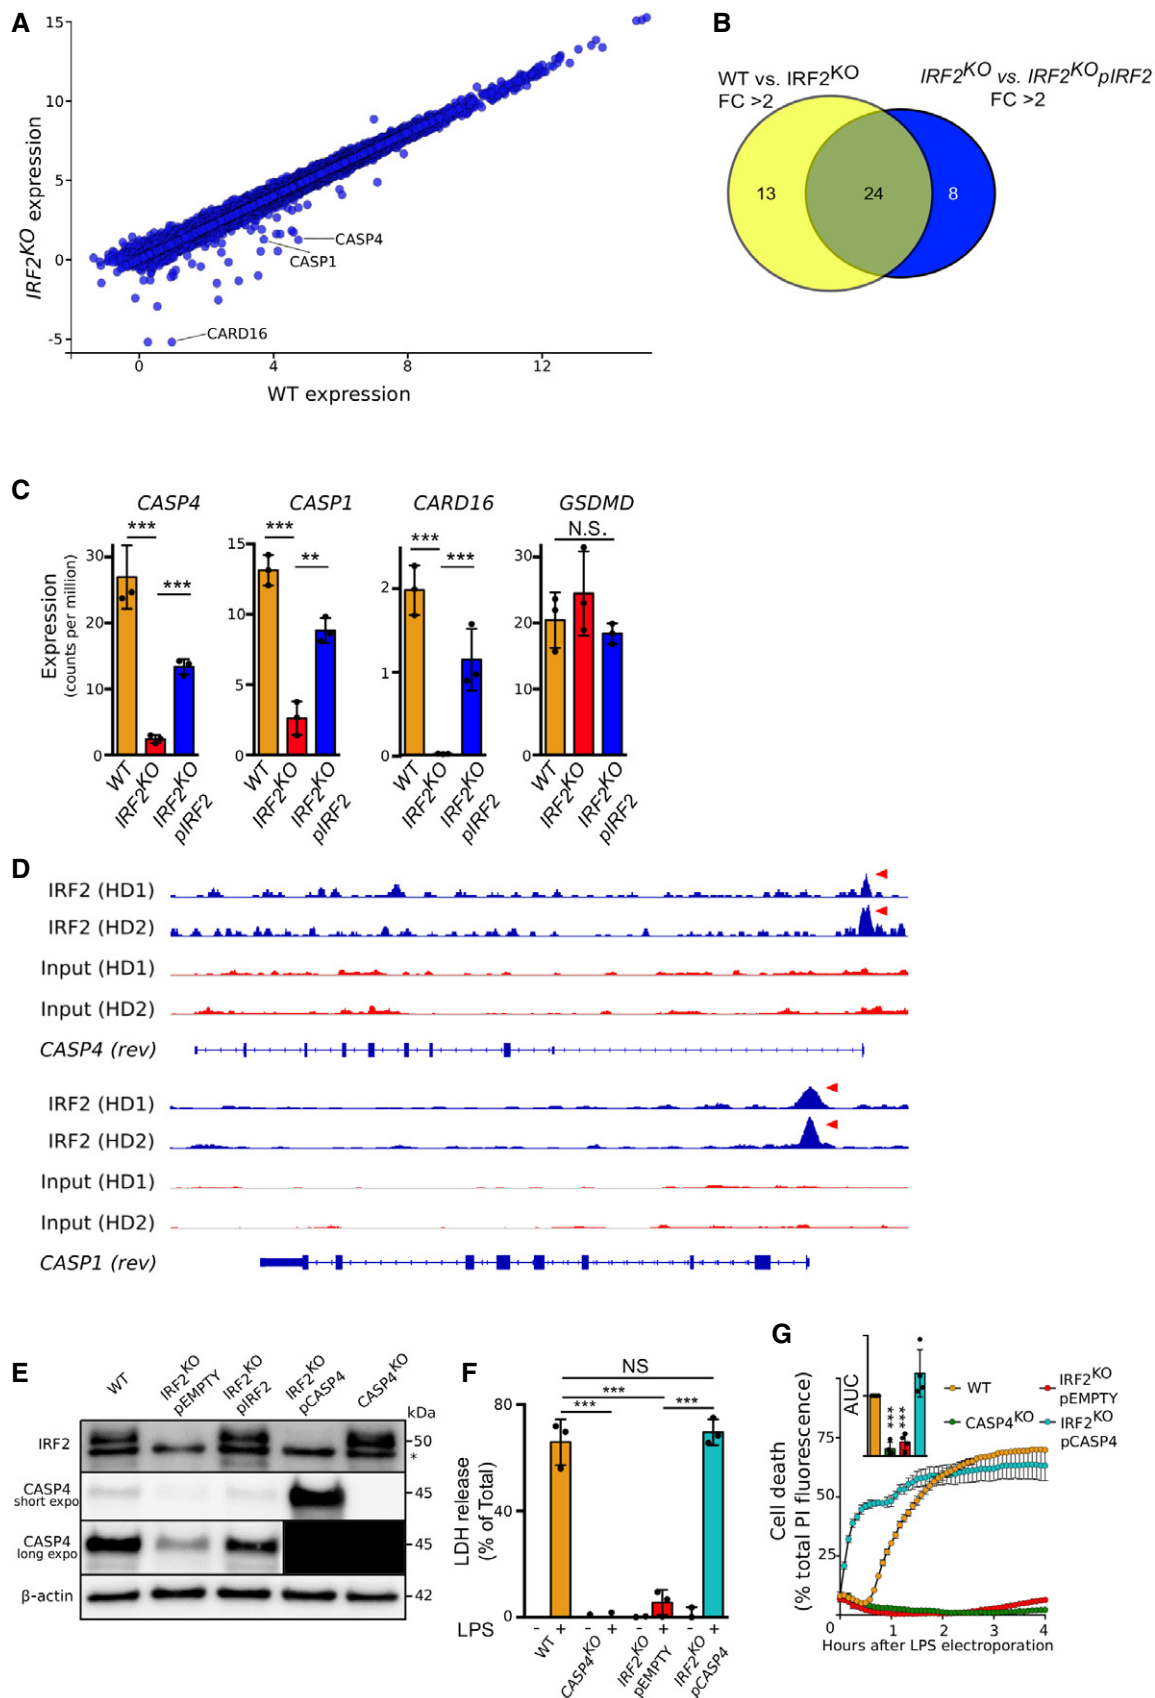 A
15
10
5
0
-5
IRF2KO expression
CASP4
CASP1
CARD16
0
4
8
12
WT expression
B
WT vs. IRF2KO
FC >2
IRF2KO vs. IRF2KOpIRF2
FC >2
13
24
8
C
CASP4
CASP1
CARD16
GSDMD
Expression
(counts per million)
***
***
30
20
10
0
WT
IRF2KO
IRF2KO pIRF2
***
**
15
10
5
0
WT
IRF2KO
IRF2KO pIRF2
***
***
2
1
0
WT
IRF2KO
IRF2KO pIRF2
N.S.
30
20
10
0
WT
IRF2KO
IRF2KO pIRF2
D
IRF2 (HD1)
IRF2 (HD2)
Input (HD1)
Input (HD2)
CASP4 (rev)
IRF2 (HD1)
IRF2 (HD2)
Input (HD1)
Input (HD2)
CASP1 (rev)
E
WT
IRF2KO pEMPTY
IRF2KO pIRF2
IRF2KO pCASP4
CASP4KO
kDa
IRF2
50
*
CASP4
short expo
45
CASP4
long expo
45
β-actin
42
F
NS
***
***
***
80
40
0
LDH release
(% of Total)
LPS
- + - + - + - +
WT
CASP4KO
IRF2KO pEMPTY
IRF2KO pCASP4
G
AUC
***
***
WT
CASP4KO
IRF2KO
pEMPTY
IRF2KO
pCASP4
Cell death
(% total PI fluorescence)
75
50
25
0
0
1
2
3
4
Hours after LPS electroporation